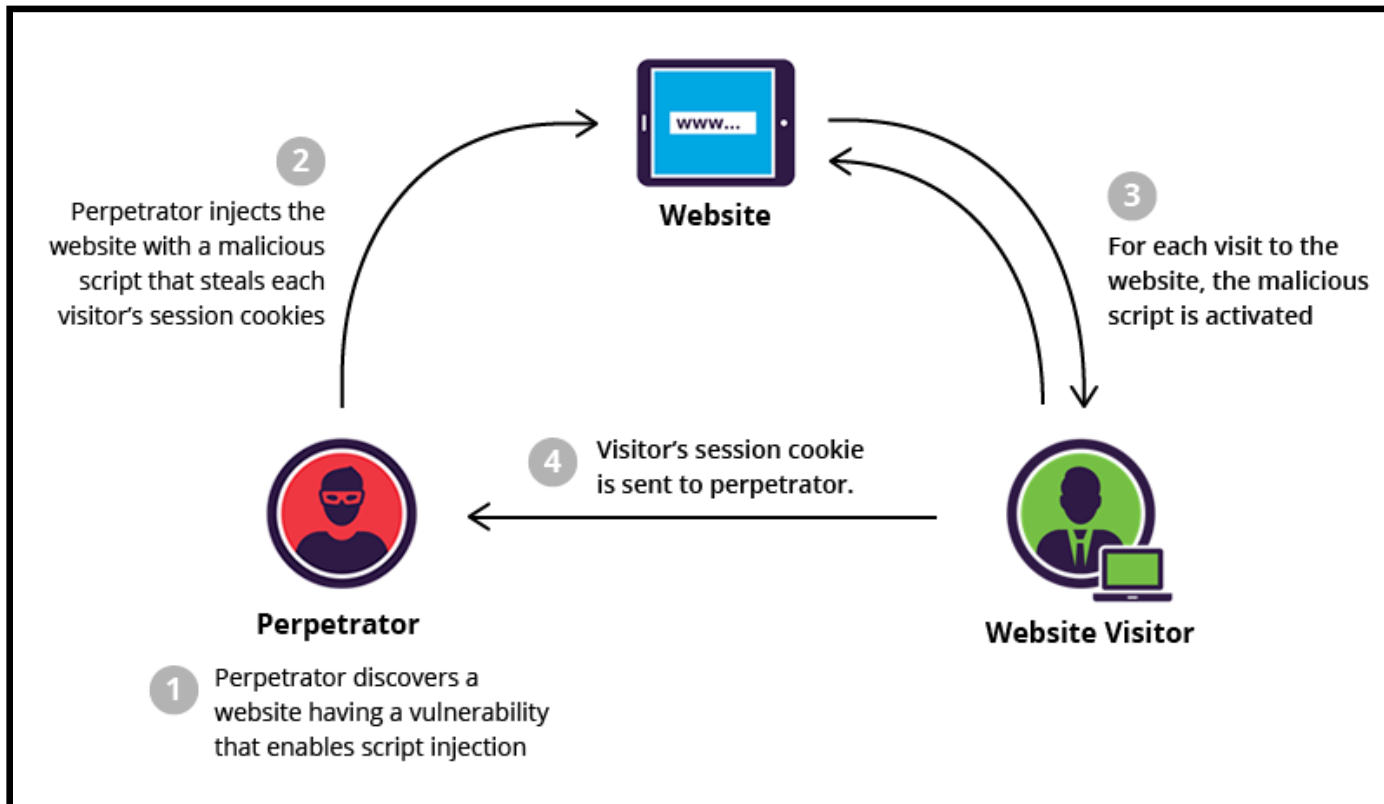 www...
Website
2
Perpetrator injects the
website with a malicious
script that steals each
visitor's session cookies
3
For each visit to the
website, the malicious
script is activated
4
Visitor's session cookie
is sent to perpetrator.
Perpetrator
Website Visitor
1
Perpetrator discovers a
website having a vulnerability
that enables script injection